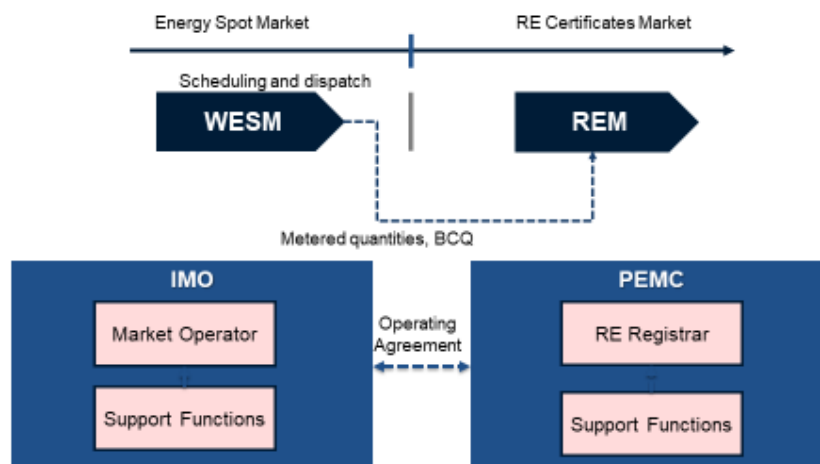 Energy Spot Market
RE Certificates Market
Scheduling and dispatch
WESM
REM
Metered quantities, BCQ
IMO
PEMC
Market Operator
Operating
Agreement
RE Registrar
Support Functions
Support Functions